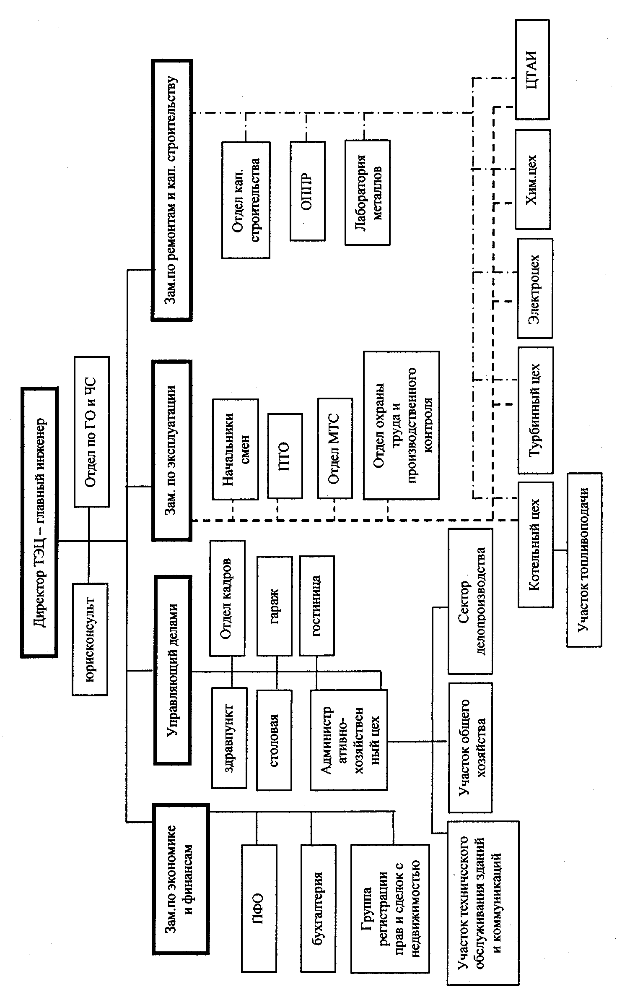 Директор ТЭЦ – главный инженер
юрисконсульт
Отдел по ГО и ЧС
Зам.по экономике
и финансам
Управляющий делами
Зам. по эксплуатации
Зам.по ремонтам и кап. строительству
ПФО
бухгалтерия
Группа
регистрации
прав и сделок с
недвижимостью
здравпункт
Отдел кадров
столовая
гараж
Администр
ативно-
хозяйствен
ный цех
гостиница
Участок технического
обслуживания зданий
и коммуникаций
Участок общего
хозяйства
Сектор
делопроизводства
Начальники
смен
ПТО
Отдел МТС
Отдел охраны
труда и
производственного
контроля
Отдел кап.
строительства
ОППР
Лаборатория
металлов
Котельный цех
Турбинный цех
Электроцех
Хим.цех
ЦТАИ
Участок топливоподачи